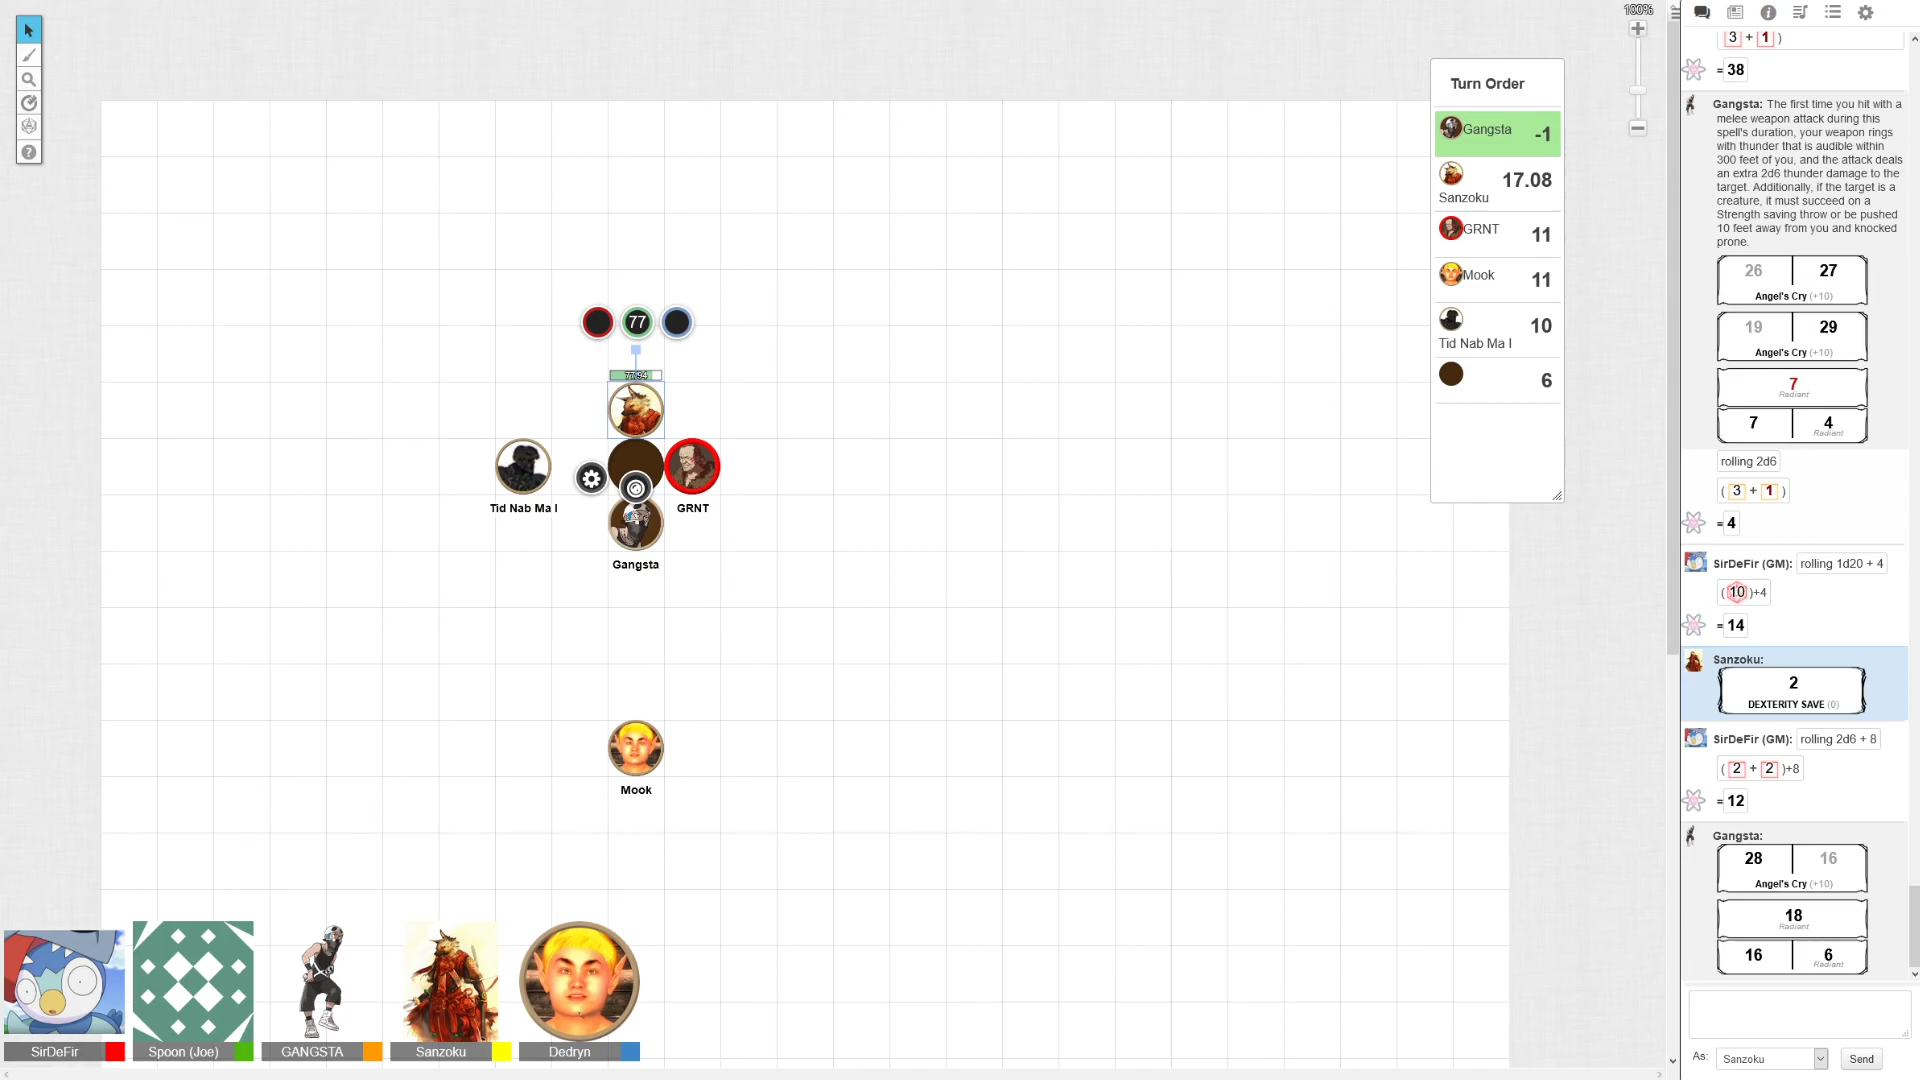 100%
Turn Order
Gangsta -1
17.08
Sanzoku
GRNT 11
Mook 11
10
Tid Nab Ma I
6
77
77/94
Tid Nab Ma I
GRNT
Gangsta
Mook
SirDeFir
Spoon (Joe)
GANGSTA
Sanzoku
Dedryn
( 3 + 1 )
= 38
Gangsta: The first time you hit with a
melee weapon attack during this
spell's duration, your weapon rings
with thunder that is audible within
300 feet of you, and the attack deals
an extra 2d6 thunder damage to the
target. Additionally, if the target is a
creature, it must succeed on a
Strength saving throw or be pushed
10 feet away from you and knocked
prone.
26 27
Angel's Cry (+10)
19 29
Angel's Cry (+10)
7
Radiant
7 4
Radiant
rolling 2d6
( 3 + 1 )
= 4
SirDeFir (GM): rolling 1d20 + 4
( 10 )+4
= 14
Sanzoku:
2
DEXTERITY SAVE (0)
SirDeFir (GM): rolling 2d6 + 8
( 2 + 2 )+8
= 12
Gangsta:
28 16
Angel's Cry (+10)
18
Radiant
16 6
Radiant
As: Sanzoku Send